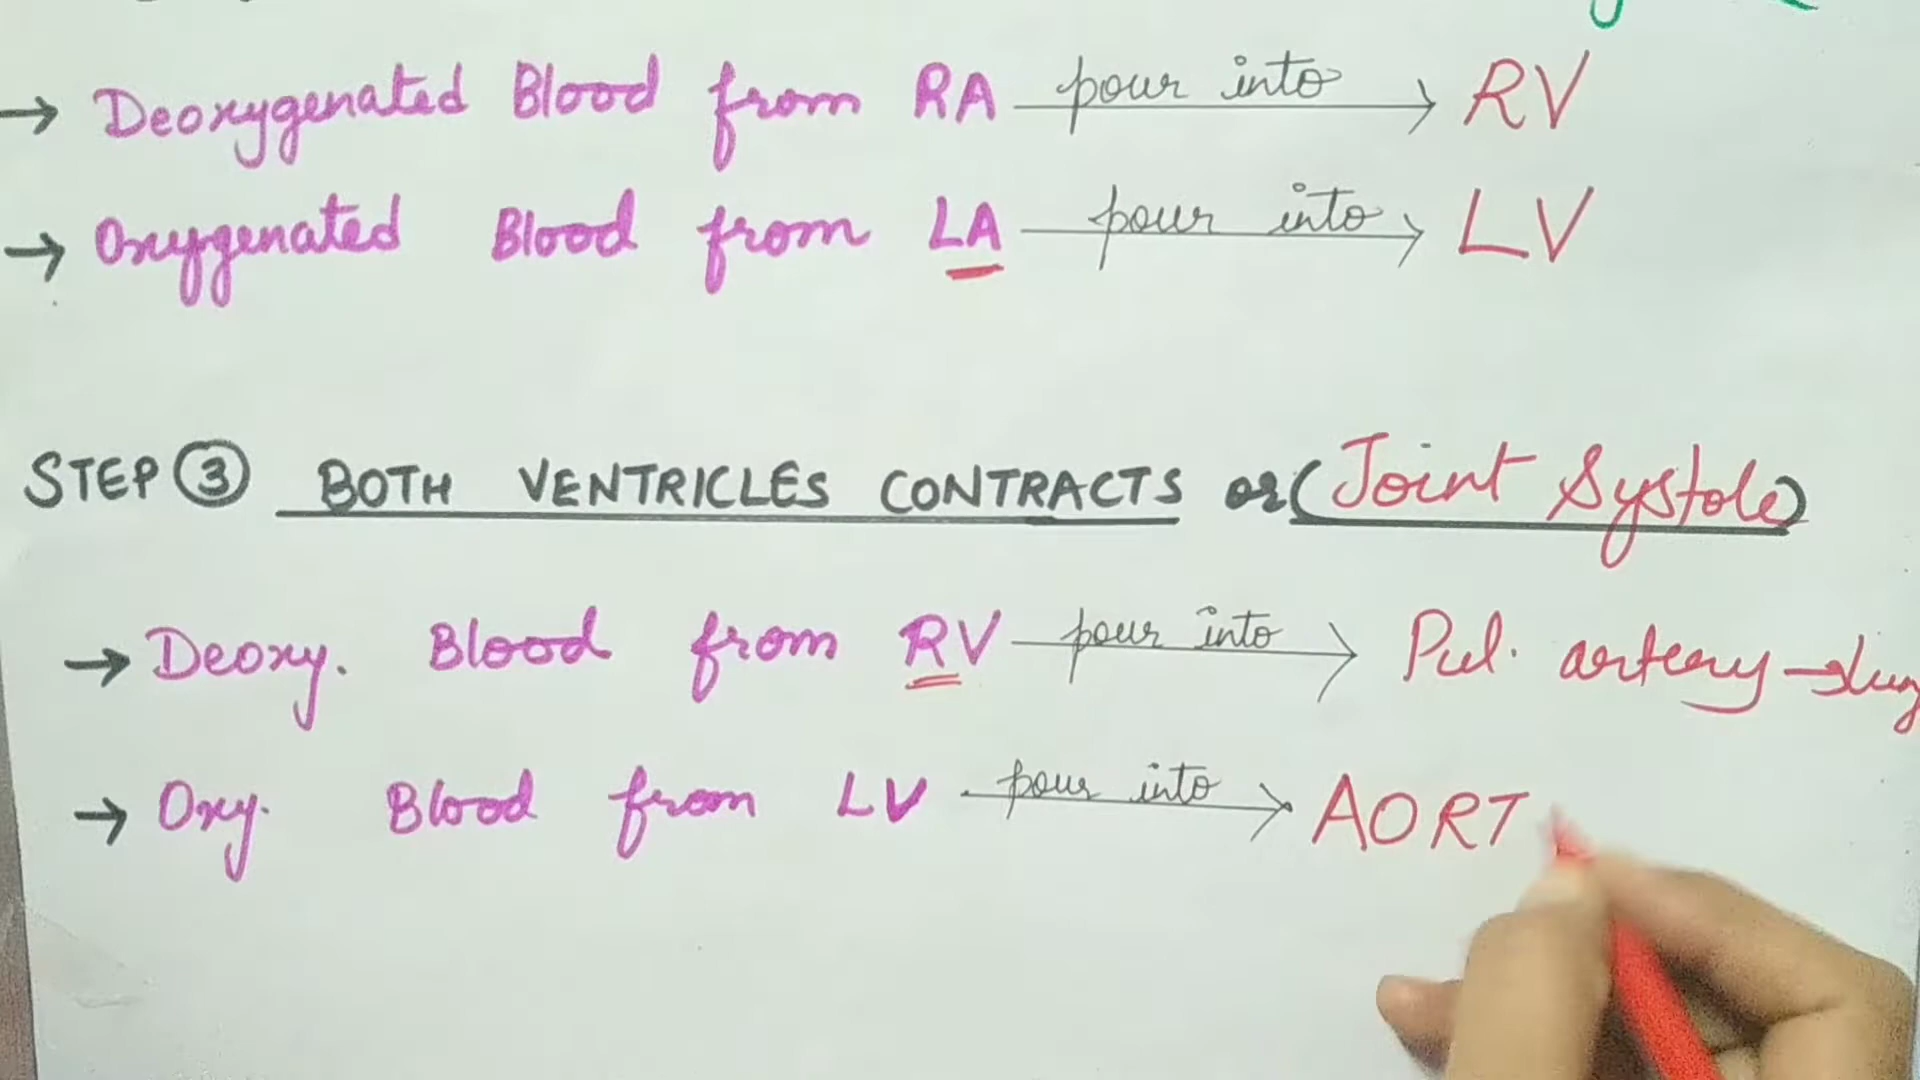 → Deoxygenated Blood from RA pour into → RV
→ Oxygenated Blood from LA pour into → LV
STEP ③ BOTH VENTRICLES CONTRACTS or (Joint Systole)
→ Deoxy. Blood from RV pour into → Pul. artery →
→ Oxy. Blood from LV pour into → AORT